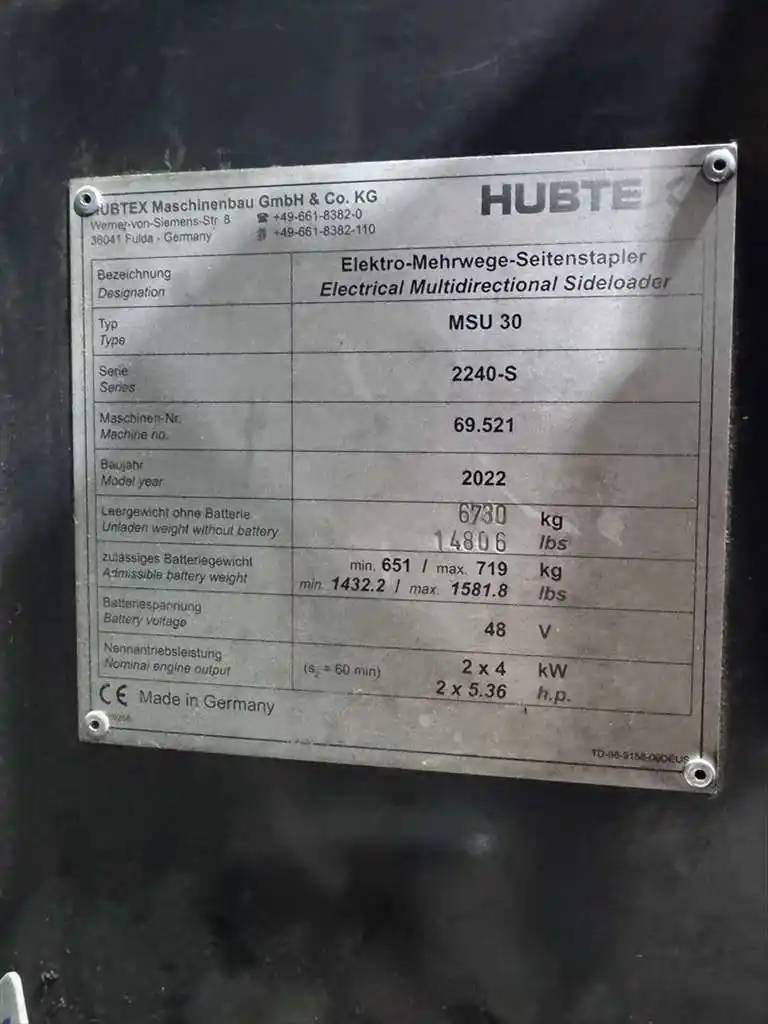 HUBTEX Maschinenbau GmbH & Co. KG
Werner-von-Siemens-Str. 8 ☎ +49-661-8382-0
36041 Fulda - Germany +49-661-8382-110
HUBTEX
Bezeichnung
Designation
Elektro-Mehrwege-Seitenstapler
Electrical Multidirectional Sideloader
Typ
Type
MSU 30
Serie
Series
2240-S
Maschinen-Nr.
Machine no.
69.521
Baujahr
Model year
2022
Leergewicht ohne Batterie
Unladen weight without battery
6730 kg
14806 lbs
zulässiges Batteriegewicht
Admissible battery weight
min. 651 / max. 719 kg
min. 1432.2 / max. 1581.8 lbs
Batteriespannung
Battery voltage
48 V
Nennantriebsleistung
Nominal engine output
(s₂ = 60 min) 2 x 4 kW
2 x 5.36 h.p.
CE Made in Germany